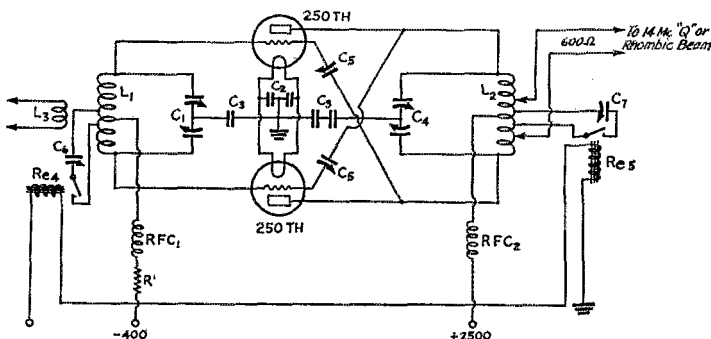 250 TH
To 14 Mc. "Q" or
Rhombic Beam
600Ω
C5
L1
C2
L2
L3
C1
C3
C3
C4
C7
C6
Re4
C5
Re5
250 TH
RFC1
RFC2
R'
-400
+2500